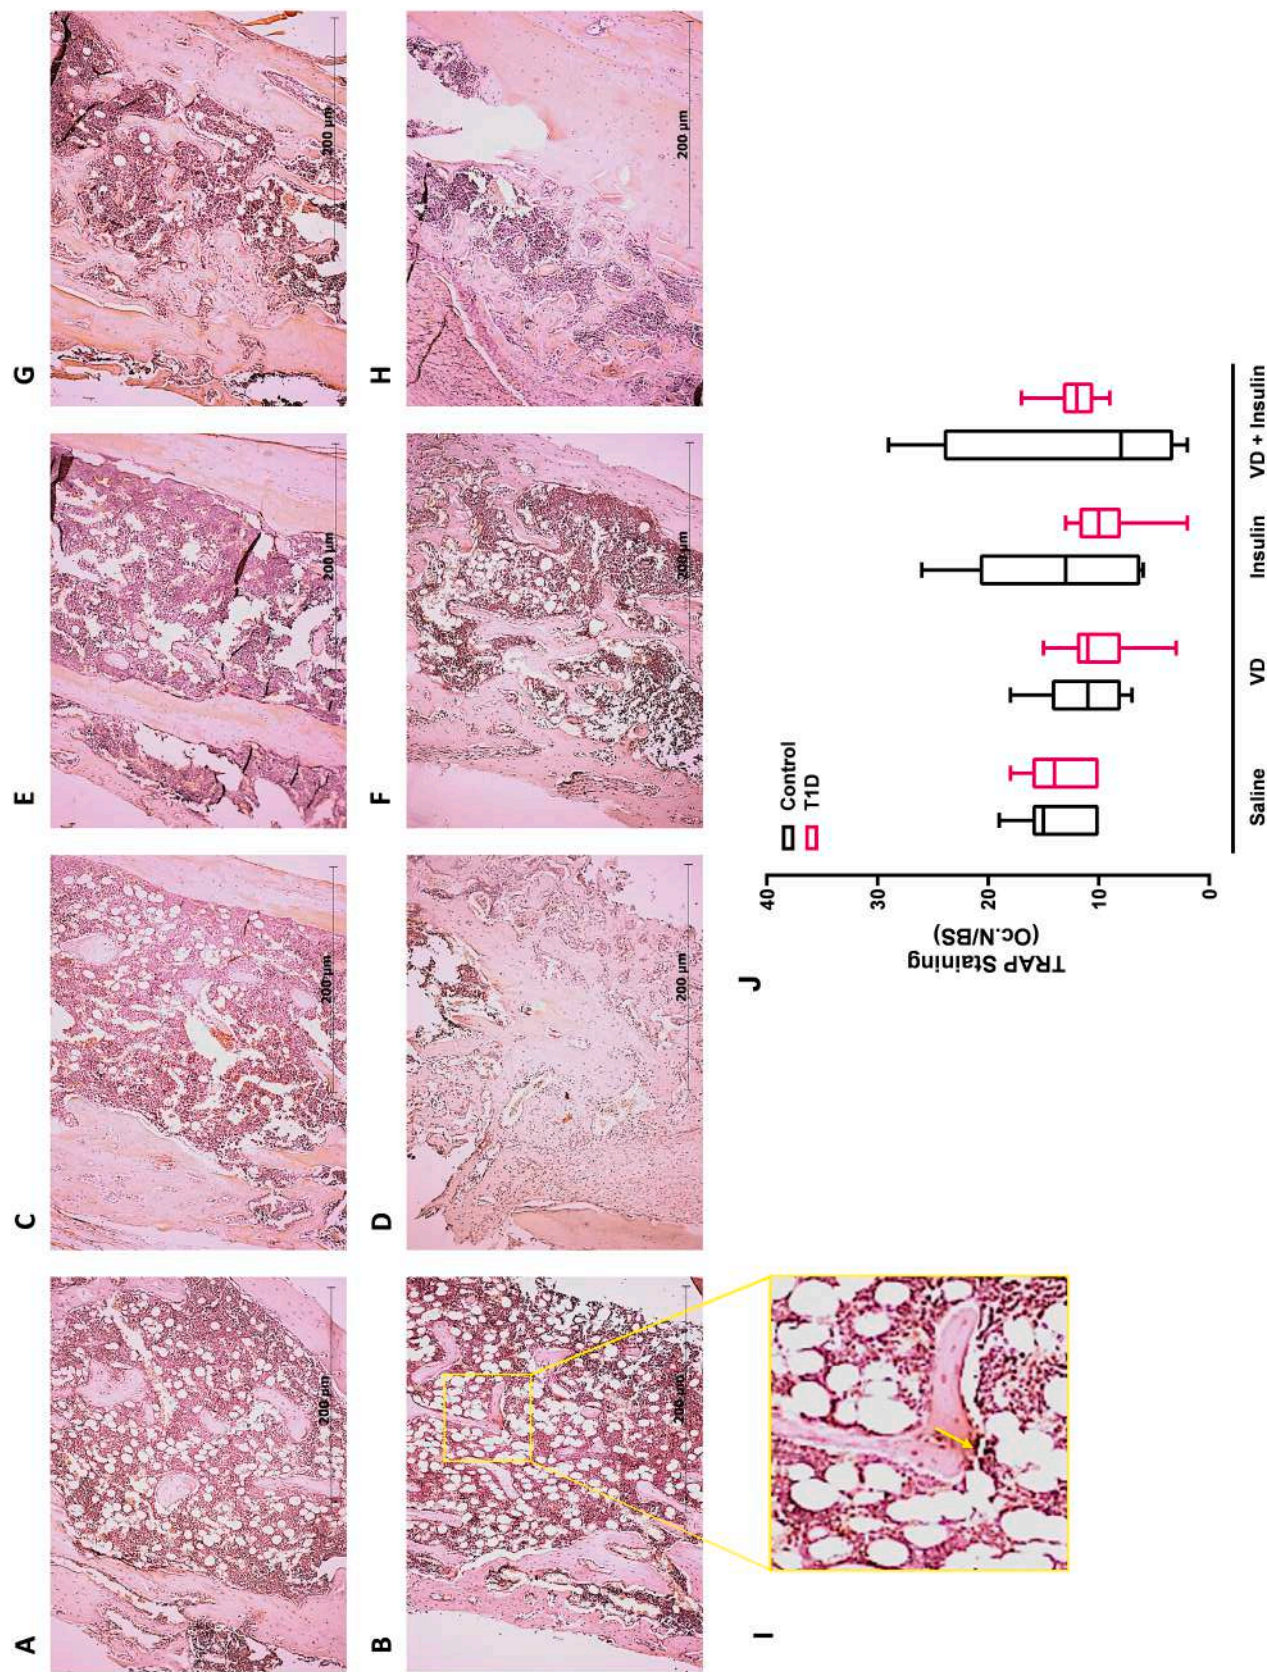 A
C
E
G
200 μm
200 μm
200 μm
200 μm
B
D
F
H
200 μm
200 μm
200 μm
200 μm
I
J
TRAP Staining
(Oc.N/BS)
40
30
20
10
0
Control
T1D
Saline
VD
Insulin
VD + Insulin